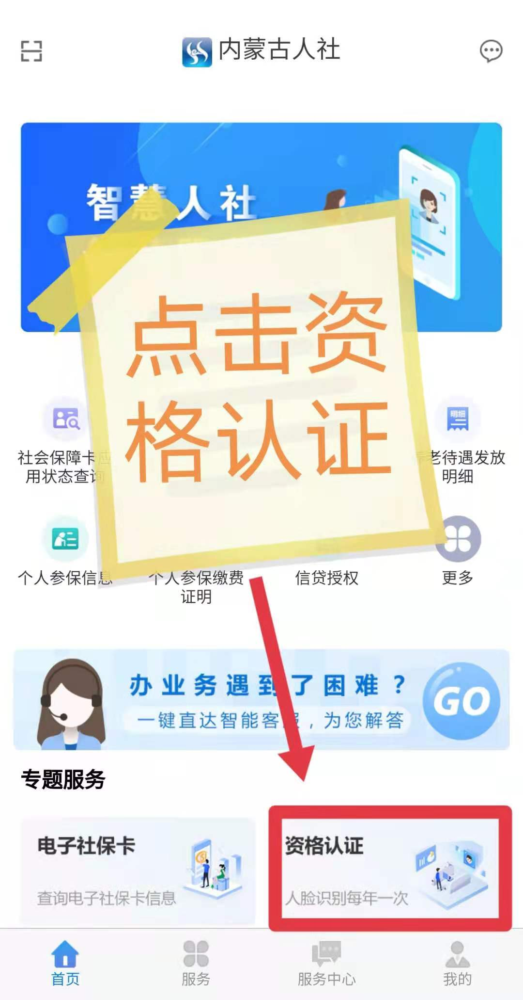 内蒙古人社
智慧人社
点击资
格认证
明细
社会保障卡应
用状态查询
老待遇发放
明细
个人参保信息
个人参保缴费
证明
信贷授权
更多
办业务遇到了困难？
一键直达智能客服，为您解答
GO
专题服务
电子社保卡
查询电子社保卡信息
资格认证
人脸识别每年一次
首页
服务
服务中心
我的